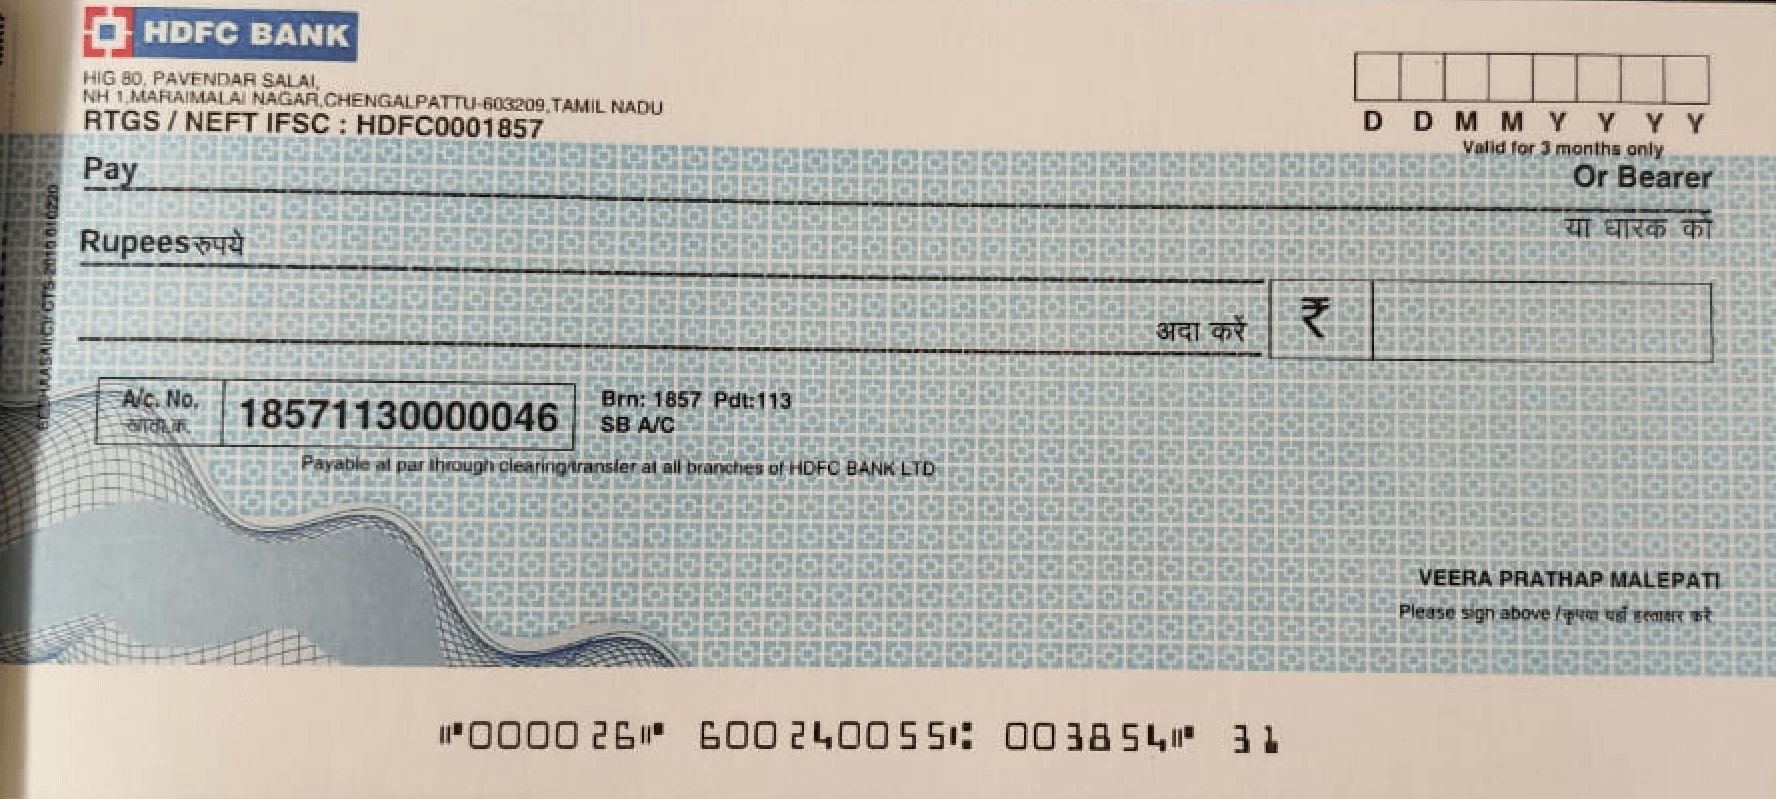 HDFC BANK
HIG 80, PAVENDAR SALAI,
NH 1,MARAIMALAI NAGAR,CHENGALPATTU-603209,TAMIL NADU
RTGS / NEFT IFSC : HDFC0001857
D D M M Y Y Y Y
Valid for 3 months only
Pay
Or Bearer
या धारक को
Rupees रुपये
अदा करें ₹
A/c. No. 18571130000046
Brn: 1857 Pdt:113
SB A/C
Payable at par through clearing/transfer at all branches of HDFC BANK LTD
VEERA PRATHAP MALEPATI
Please sign above / कृपया यहाँ हस्ताक्षर करें
⑈000026⑈ 600240055⑆ 003854⑈ 31